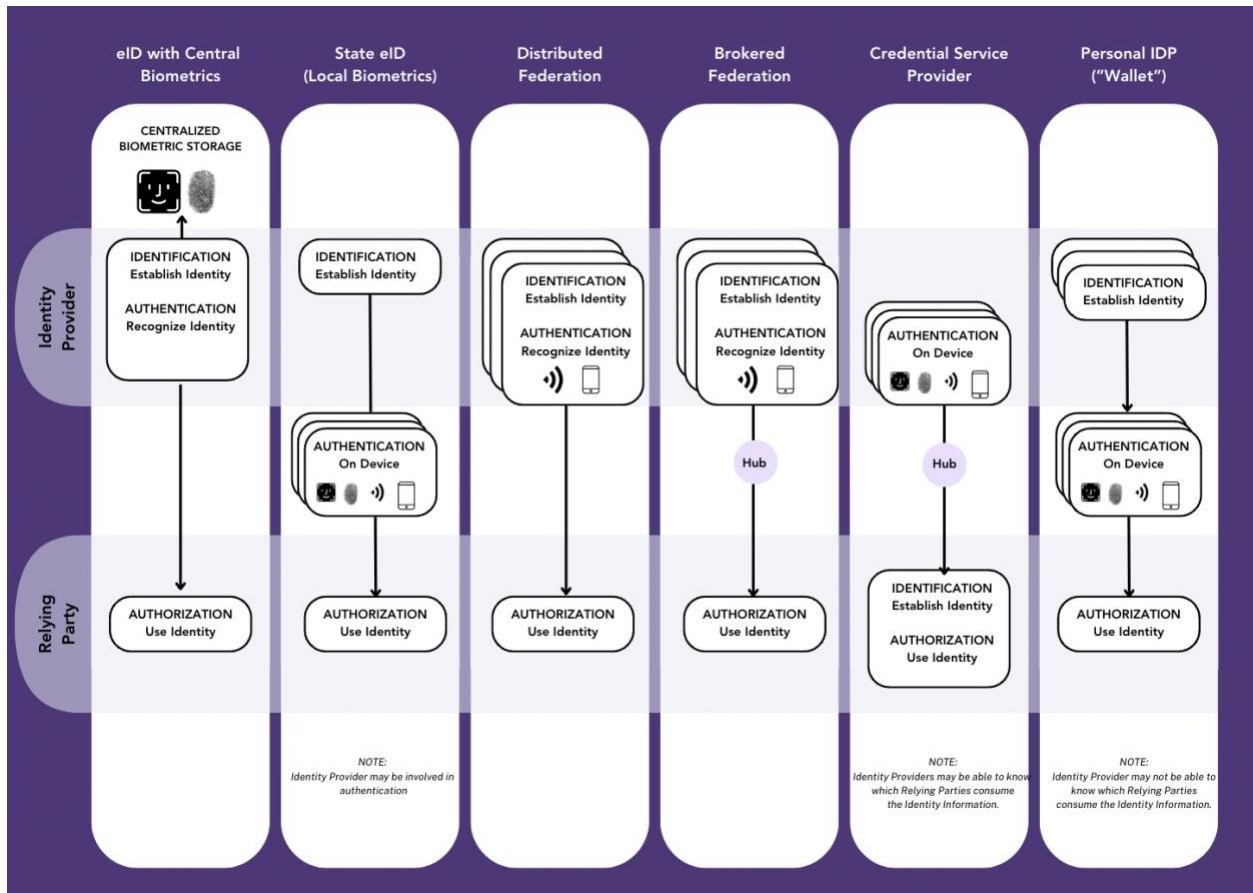 eID with Central
Biometrics
State eID
(Local Biometrics)
Distributed
Federation
Brokered
Federation
Credential Service
Provider
Personal IDP
("Wallet")
CENTRALIZED
BIOMETRIC STORAGE
Identity
Provider
IDENTIFICATION
Establish Identity
AUTHENTICATION
Recognize Identity
IDENTIFICATION
Establish Identity
IDENTIFICATION
Establish Identity
AUTHENTICATION
Recognize Identity
IDENTIFICATION
Establish Identity
AUTHENTICATION
Recognize Identity
AUTHENTICATION
On Device
IDENTIFICATION
Establish Identity
AUTHENTICATION
On Device
Hub
Hub
AUTHENTICATION
On Device
Relying
Party
AUTHORIZATION
Use Identity
AUTHORIZATION
Use Identity
AUTHORIZATION
Use Identity
AUTHORIZATION
Use Identity
IDENTIFICATION
Establish Identity
AUTHORIZATION
Use Identity
AUTHORIZATION
Use Identity
NOTE:
Identity Provider may be involved in
authentication
NOTE:
Identity Providers may be able to know
which Relying Parties consume
the Identity Information.
NOTE:
Identity Provider may not be able to
know which Relying Parties
consume the Identity Information.